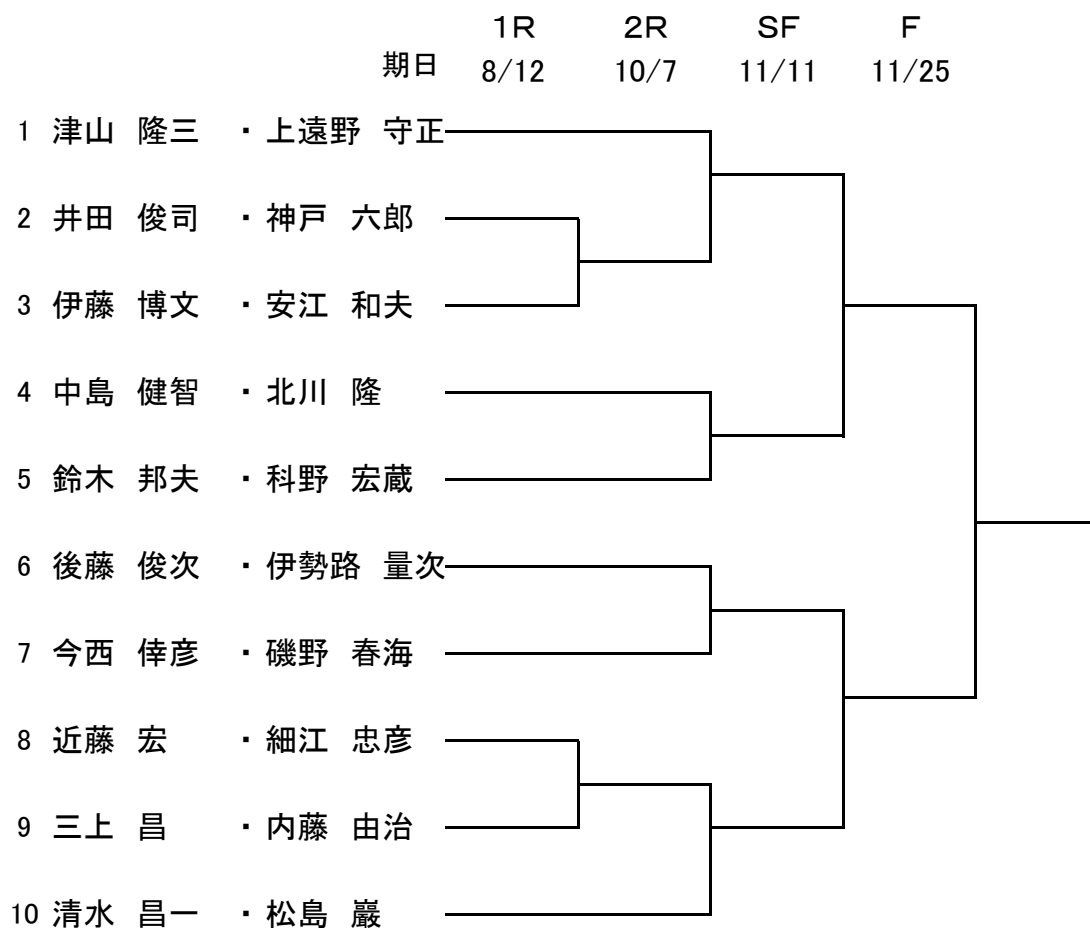 1R 2R SF F
期日 8/12 10/7 11/11 11/25
1 津山 隆三 ・上遠野 守正
2 井田 俊司 ・神戸 六郎
3 伊藤 博文 ・安江 和夫
4 中島 健智 ・北川 隆
5 鈴木 邦夫 ・科野 宏蔵
6 後藤 俊次 ・伊勢路 量次
7 今西 倖彦 ・磯野 春海
8 近藤 宏 ・細江 忠彦
9 三上 昌 ・内藤 由治
10 清水 昌一 ・松島 巖